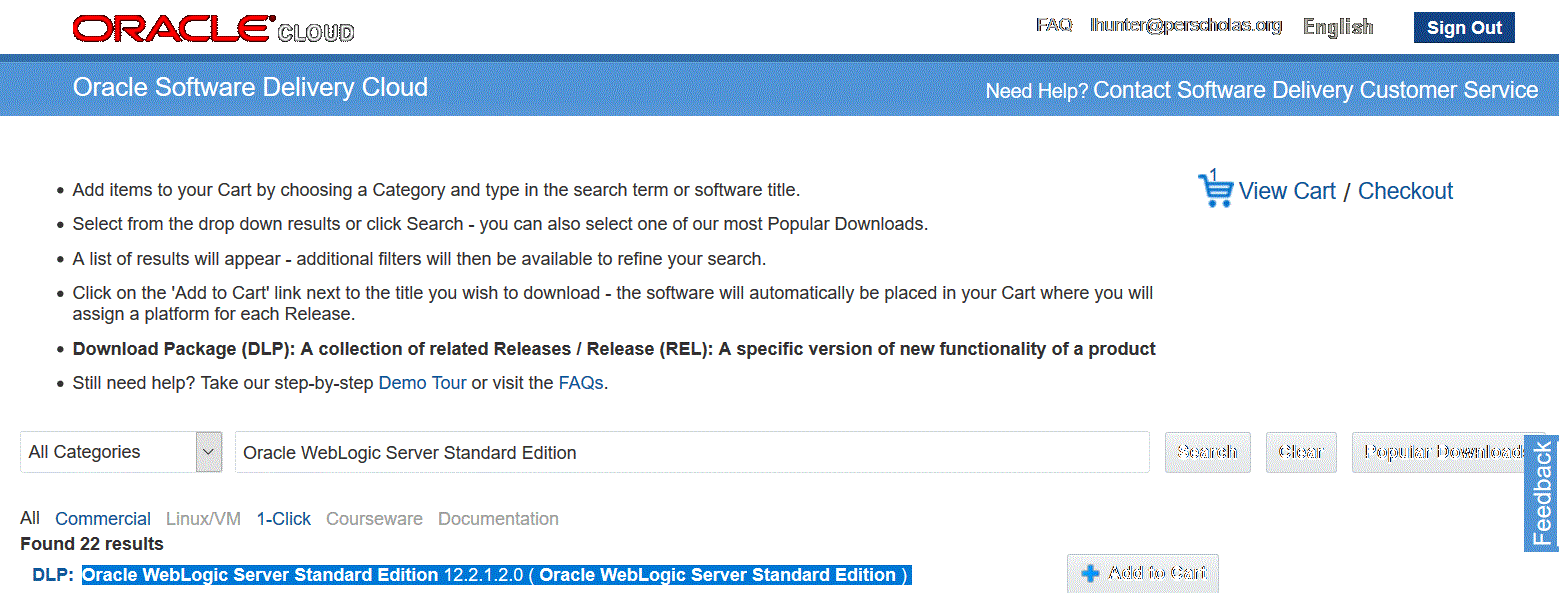 ORACLE CLOUD
FAQ lhunter@perscholas.org English Sign Out
Oracle Software Delivery Cloud
Need Help? Contact Software Delivery Customer Service
• Add items to your Cart by choosing a Category and type in the search term or software title.
1
View Cart / Checkout
• Select from the drop down results or click Search - you can also select one of our most Popular Downloads.
• A list of results will appear - additional filters will then be available to refine your search.
• Click on the 'Add to Cart' link next to the title you wish to download - the software will automatically be placed in your Cart where you will
assign a platform for each Release.
• Download Package (DLP): A collection of related Releases / Release (REL): A specific version of new functionality of a product
• Still need help? Take our step-by-step Demo Tour or visit the FAQs.
All Categories
Oracle WebLogic Server Standard Edition
Search
Clear
Popular Download
Feedback
All Commercial Linux/VM 1-Click Courseware Documentation
Found 22 results
DLP: Oracle WebLogic Server Standard Edition 12.2.1.2.0 ( Oracle WebLogic Server Standard Edition )
Add to Cart